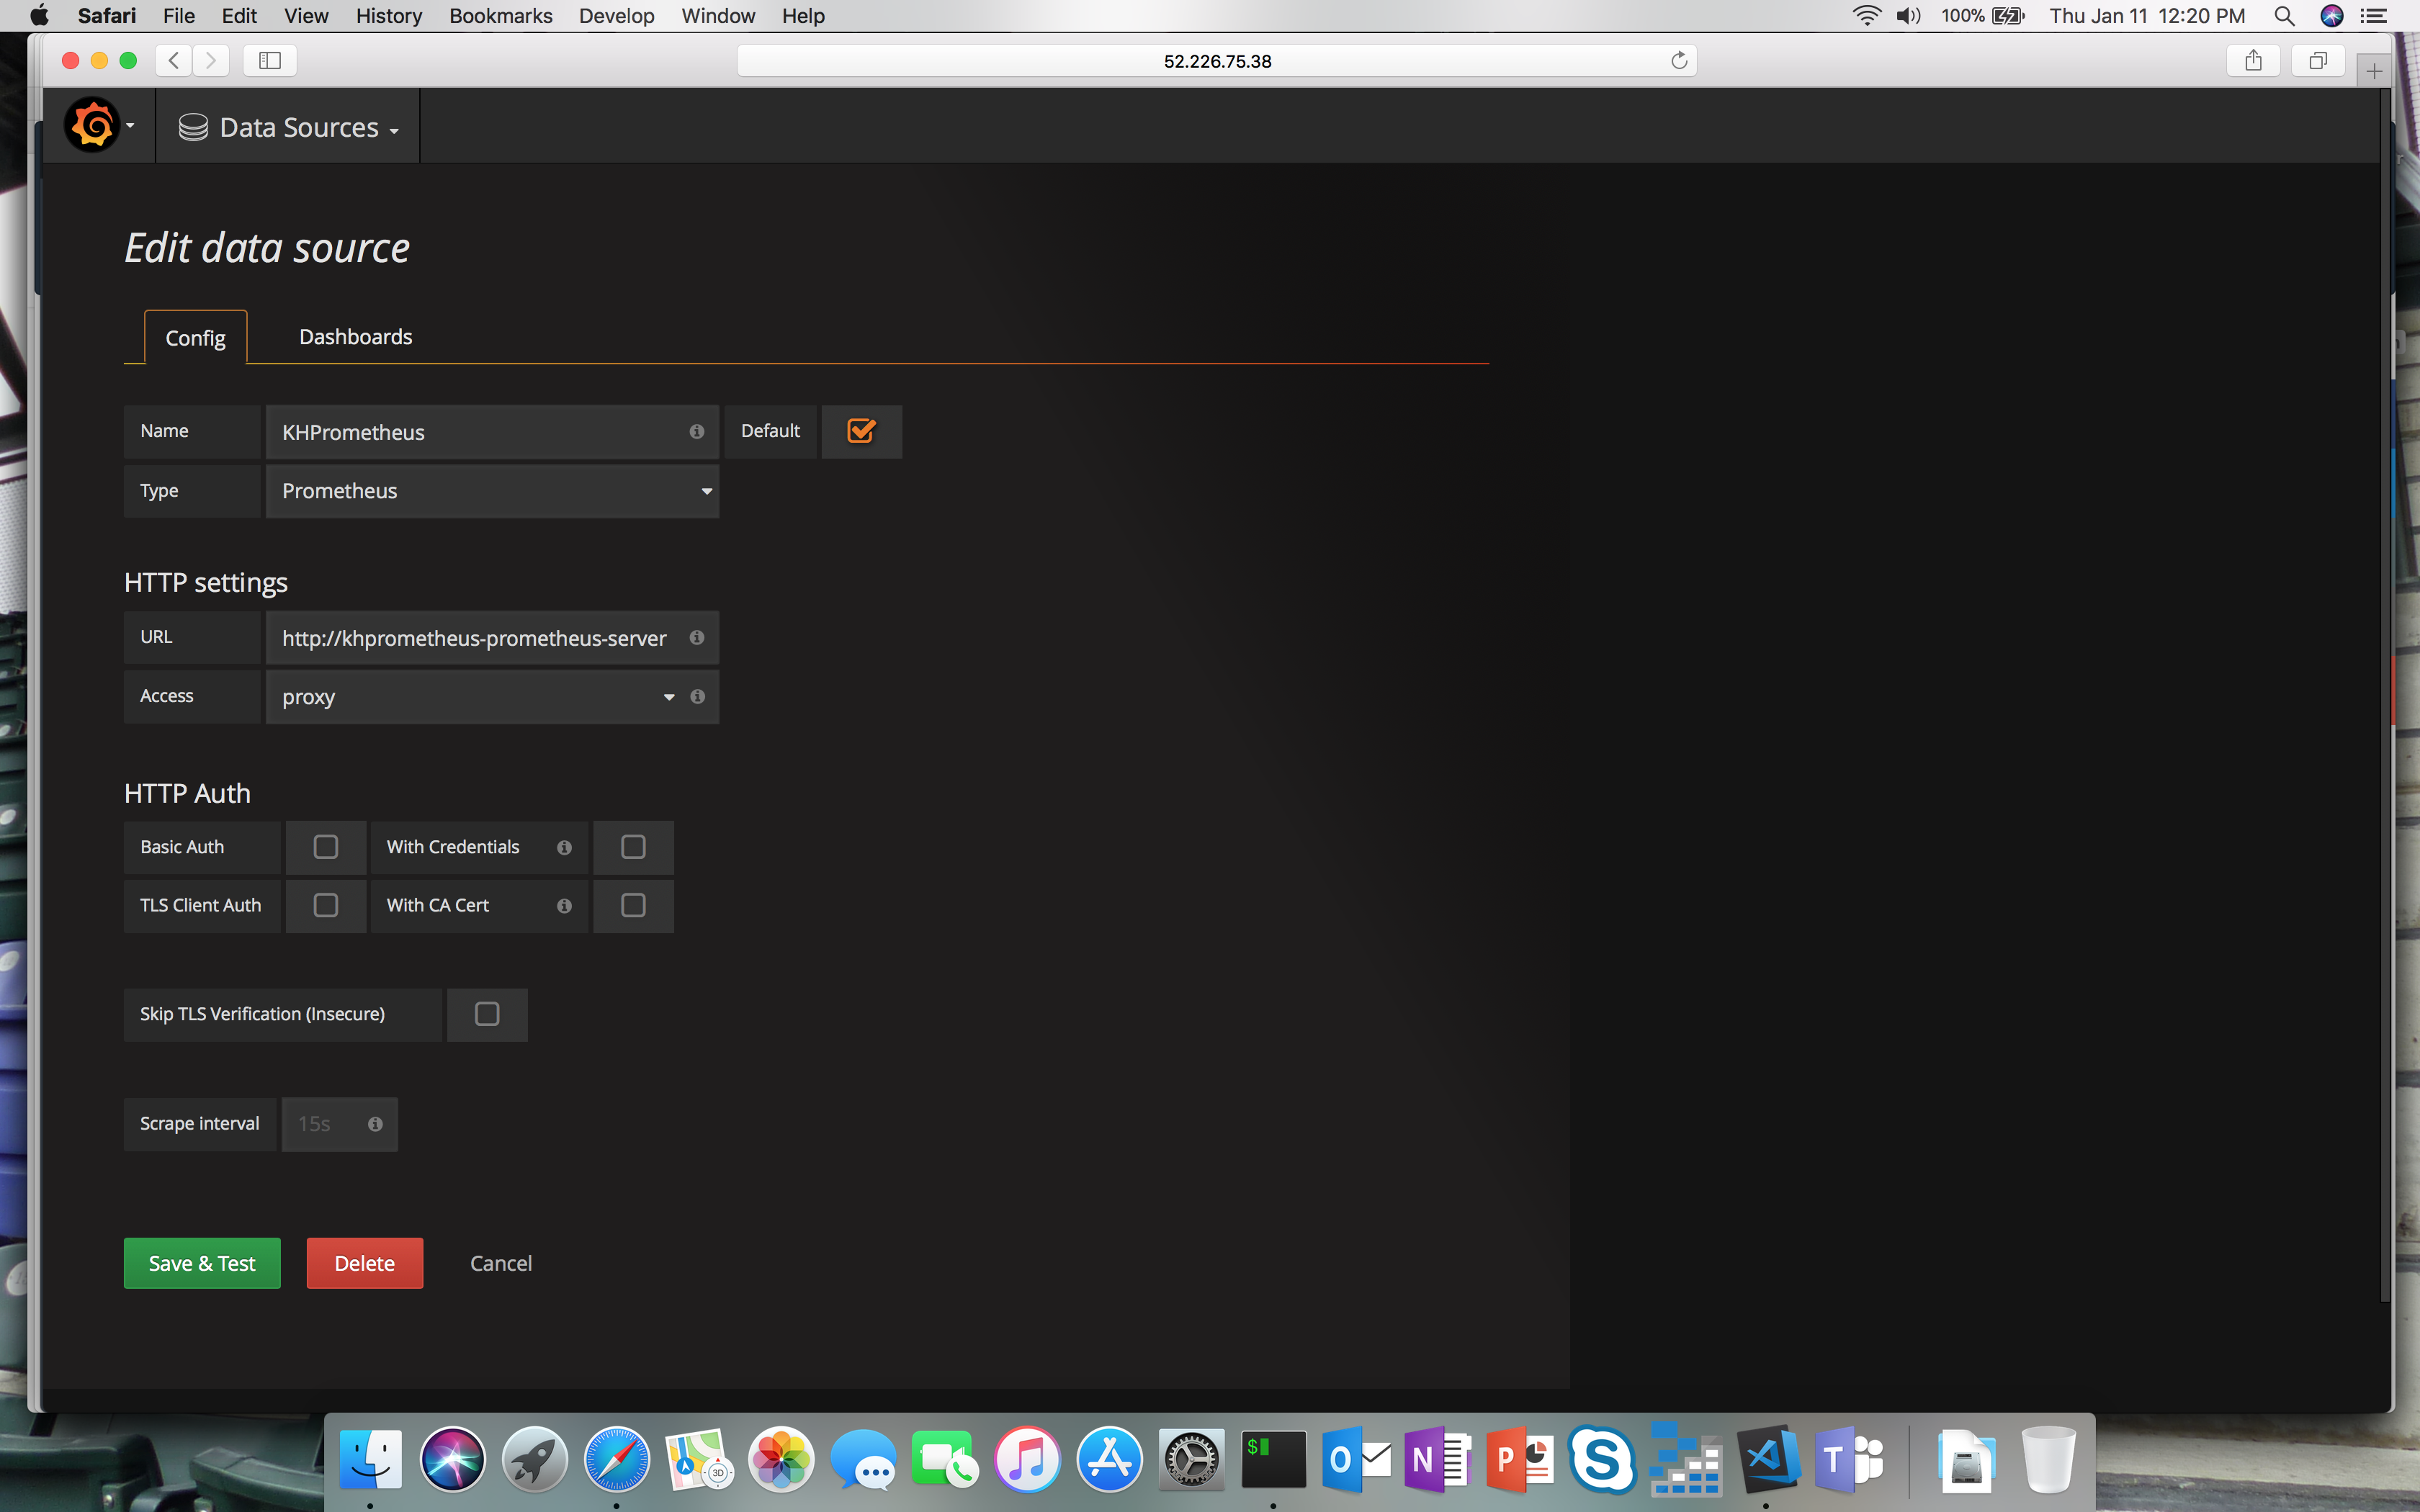 Safari File Edit View History Bookmarks Develop Window Help 100% Thu Jan 11 12:20 PM
52.226.75.38
Data Sources
Edit data source
Config Dashboards
Name KHPrometheus Default
Type Prometheus
HTTP settings
URL http://khprometheus-prometheus-server
Access proxy
HTTP Auth
Basic Auth With Credentials
TLS Client Auth With CA Cert
Skip TLS Verification (Insecure)
Scrape interval 15s
Save & Test Delete Cancel
3D $ O N P S T